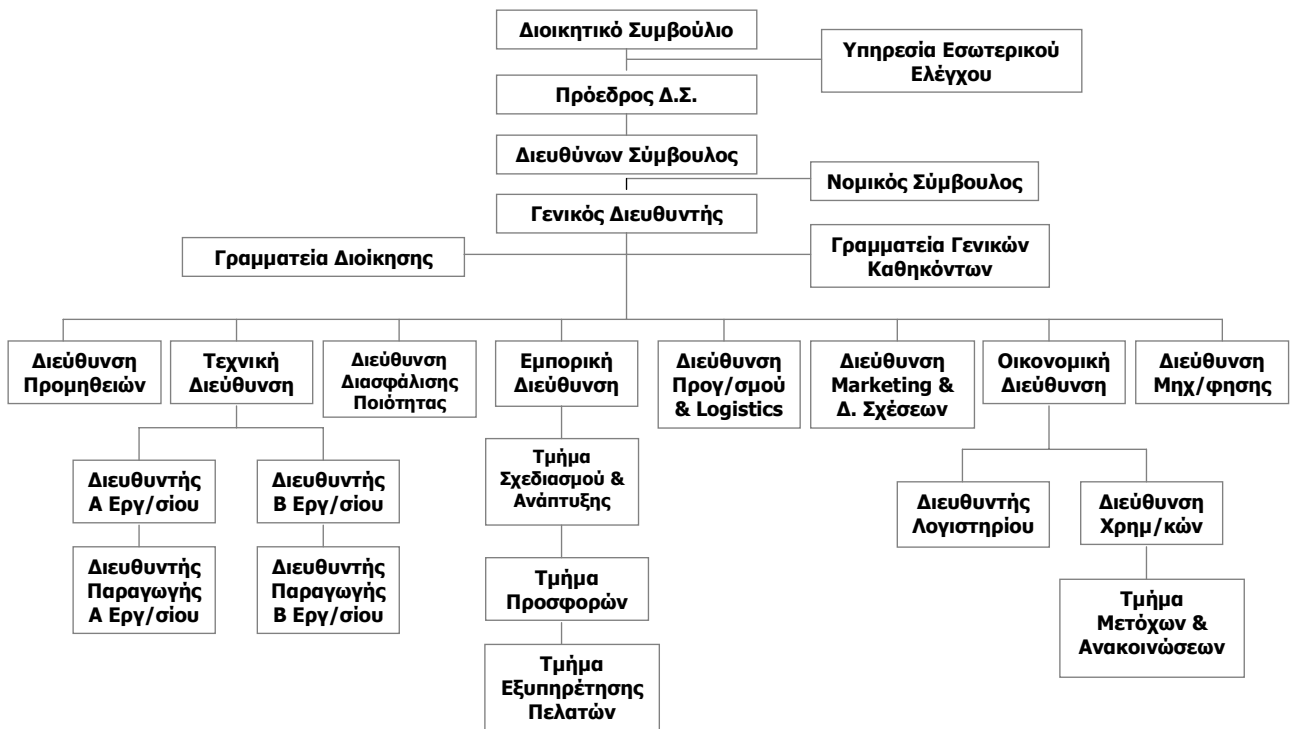 Διοικητικό Συμβούλιο
Υπηρεσία Εσωτερικού
Ελέγχου
Πρόεδρος Δ.Σ.
Διευθύνων Σύμβουλος
Νομικός Σύμβουλος
Γενικός Διευθυντής
Γραμματεία Διοίκησης
Γραμματεία Γενικών
Καθηκόντων
Διεύθυνση
Προμηθειών
Τεχνική
Διεύθυνση
Διεύθυνση
Διασφάλισης
Ποιότητας
Εμπορική
Διεύθυνση
Διεύθυνση
Προγ/σμού
& Logistics
Διεύθυνση
Marketing &
Δ. Σχέσεων
Οικονομική
Διεύθυνση
Διεύθυνση
Μηχ/φησης
Διευθυντής
Α Εργ/σίου
Διευθυντής
Β Εργ/σίου
Τμήμα
Σχεδιασμού &
Ανάπτυξης
Διευθυντής
Λογιστηρίου
Διεύθυνση
Χρημ/κών
Διευθυντής
Παραγωγής
Α Εργ/σίου
Διευθυντής
Παραγωγής
Β Εργ/σίου
Τμήμα
Προσφορών
Τμήμα
Μετόχων &
Ανακοινώσεων
Τμήμα
Εξυπηρέτησης
Πελατών